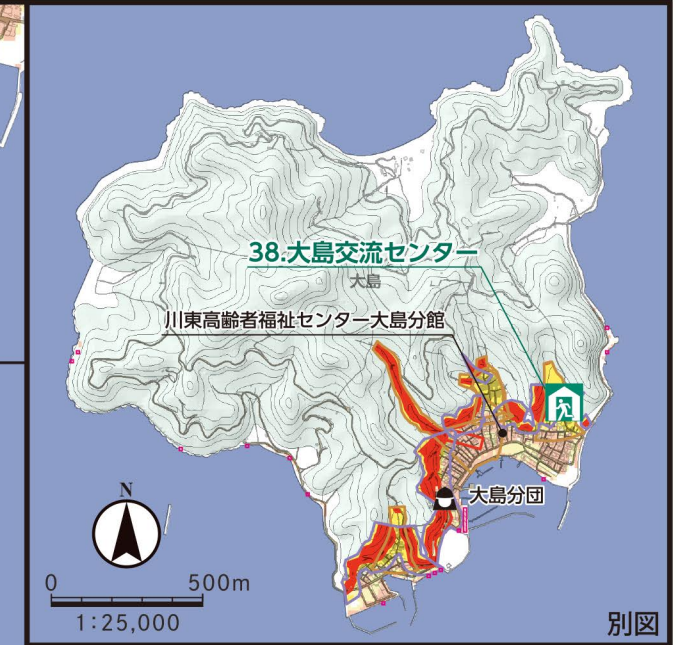 38.大島交流センター
大島
川東高齢者福祉センター大島分館
大島分団
N
0 500m
1:25,000
別図